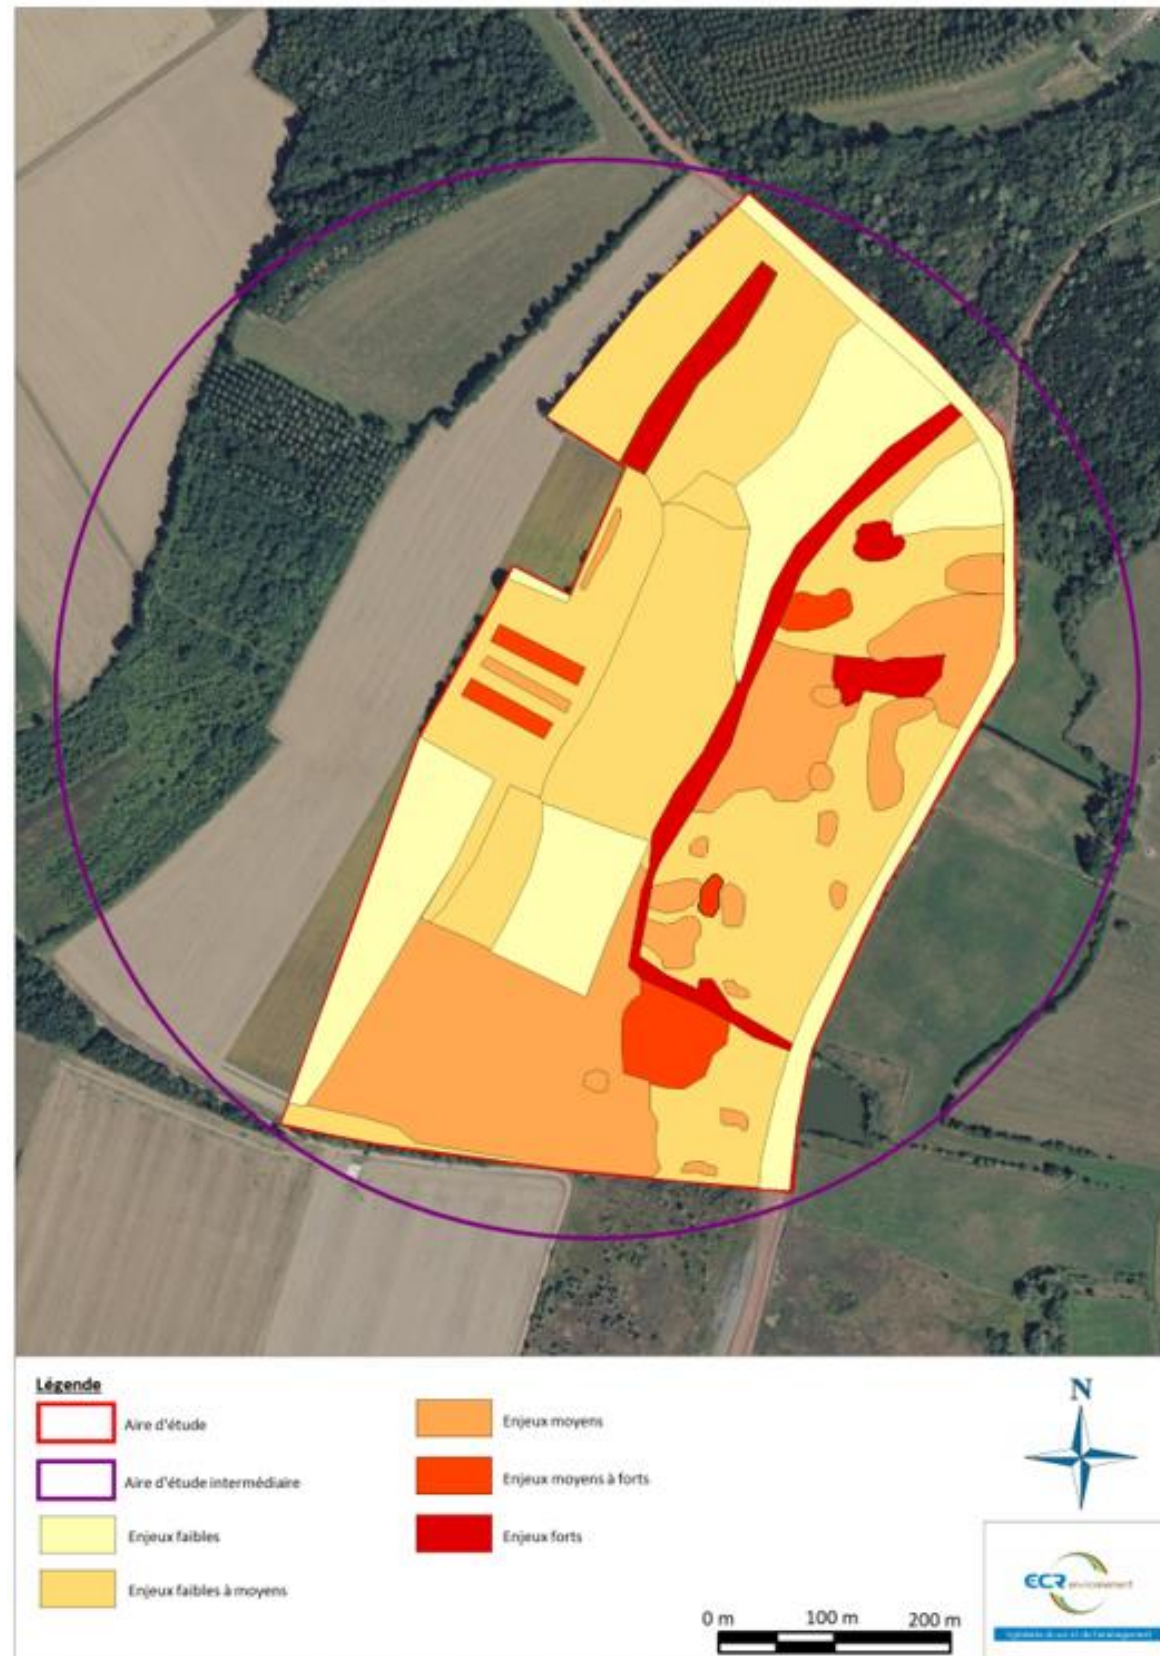 Légende
Aire d'étude
Aire d'étude intermédiaire
Enjeux faibles
Enjeux faibles à moyens
Enjeux moyens
Enjeux moyens à forts
Enjeux forts
N
0 m 100 m 200 m
ECR environnement